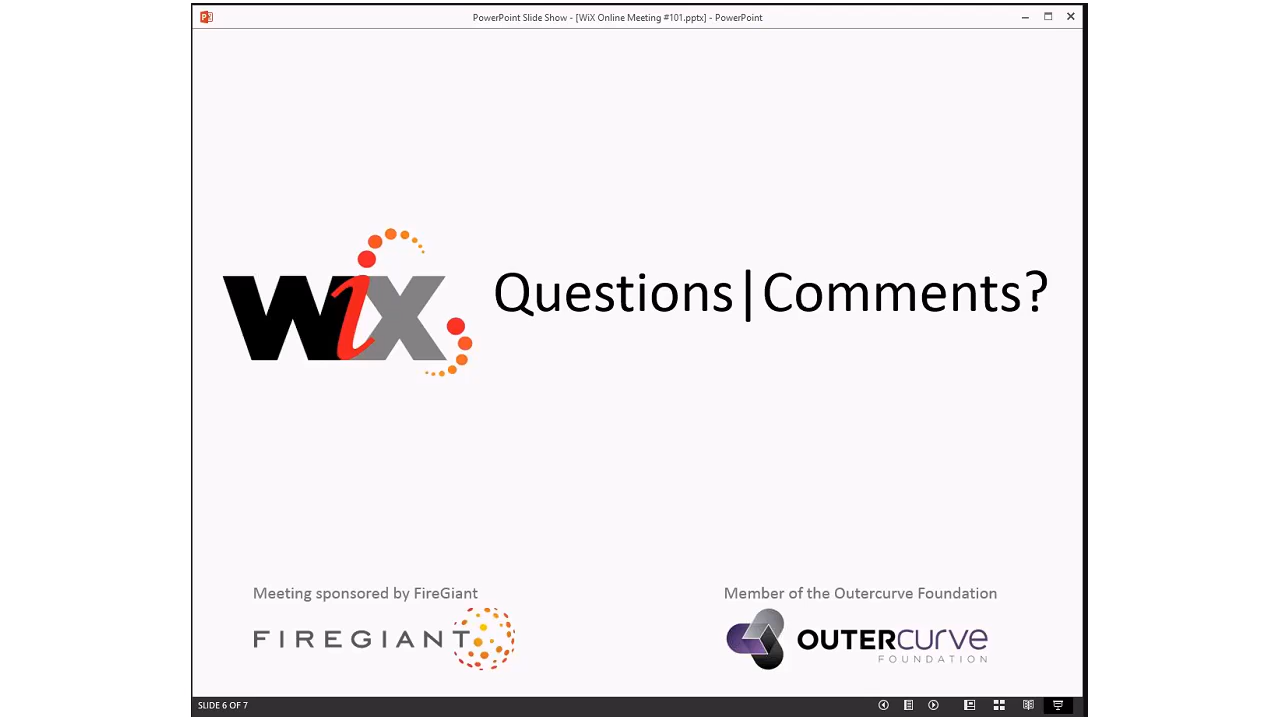 PowerPoint Slide Show - [WiX Online Meeting #101.pptx] - PowerPoint
WiX
Questions|Comments?
Meeting sponsored by FireGiant
FIREGIANT
Member of the Outercurve Foundation
OUTERCURVE
FOUNDATION
SLIDE 6 OF 7